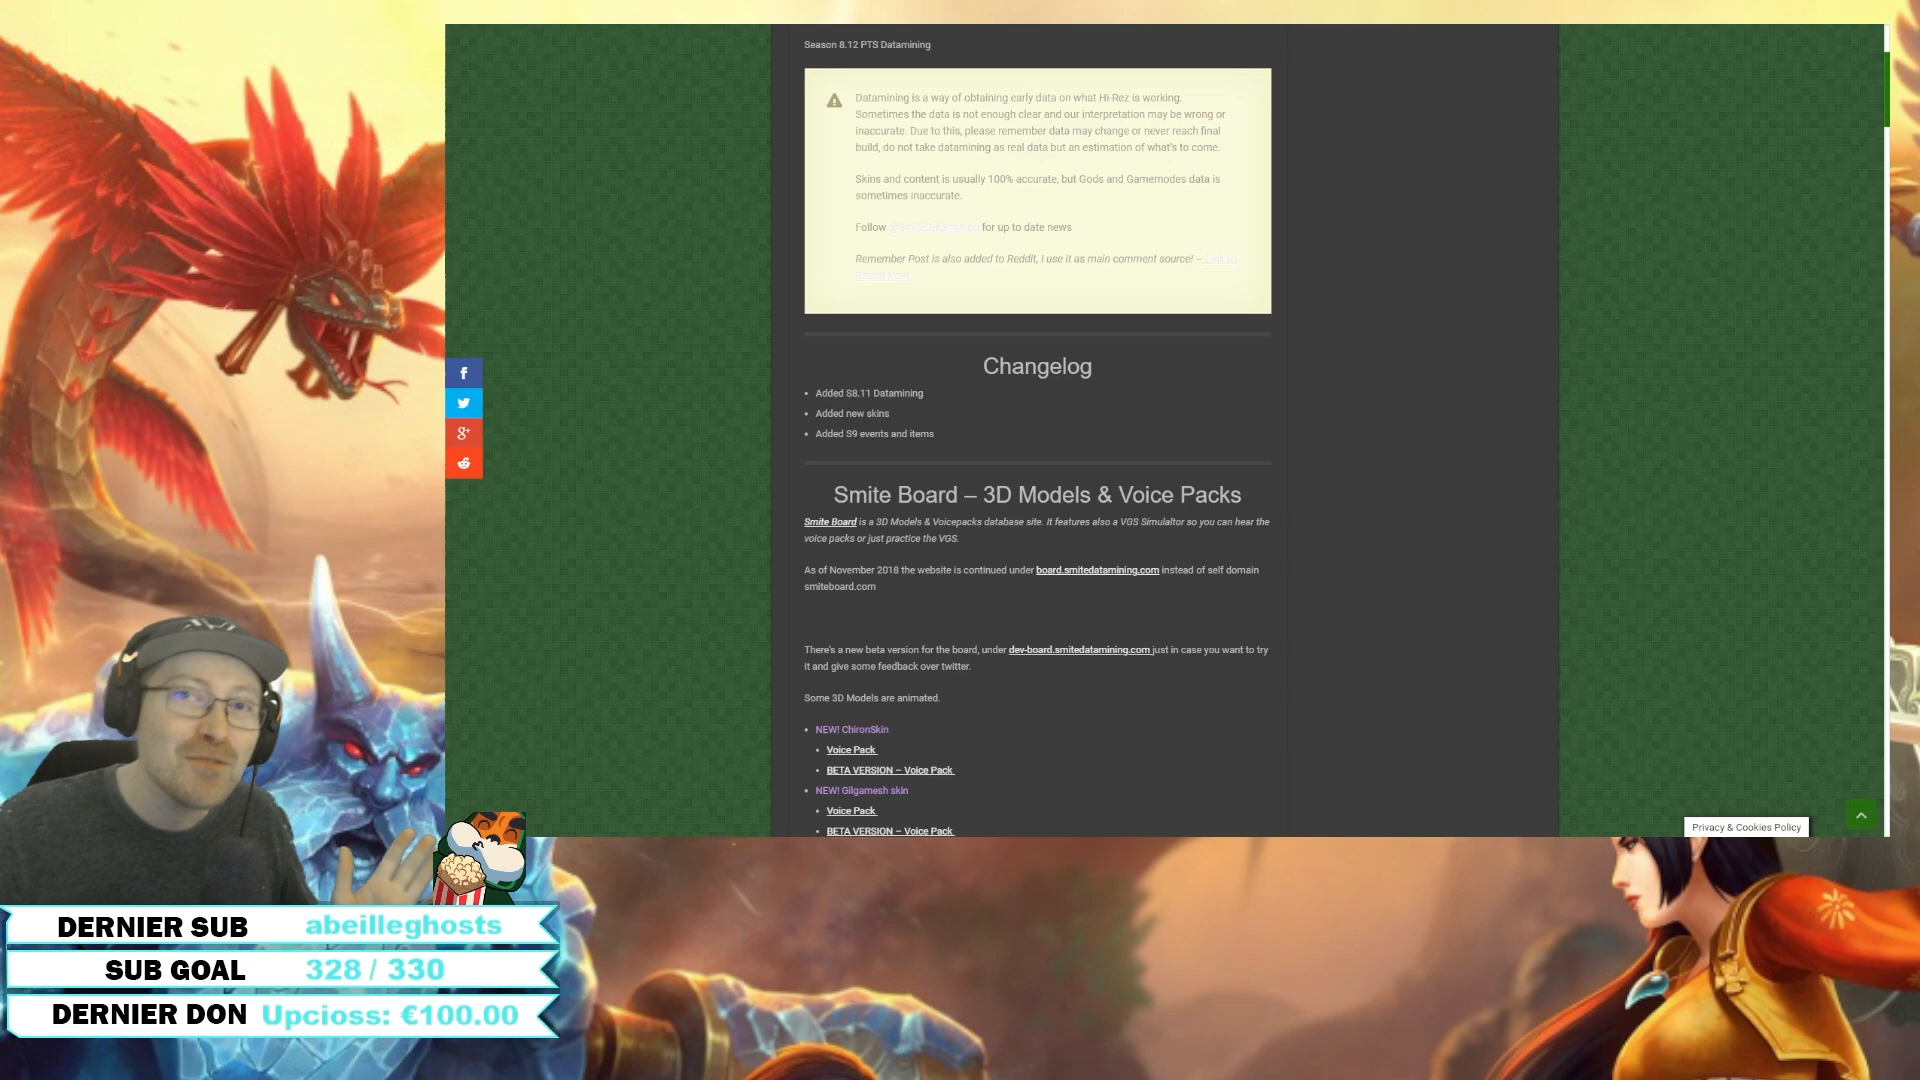 Season 8.12 PTS Datamining
Datamining is a way of obtaining early data on what Hi-Rez is working.
Sometimes the data is not enough clear and our interpretation may be wrong or
inaccurate. Due to this, please remember data may change or never reach final
build, do not take datamining as real data but an estimation of what's to come.
Skins and content is usually 100% accurate, but Gods and Gamemodes data is
sometimes inaccurate.
Follow @SmiteDatamining for up to date news
Remember Post is also added to Reddit, I use it as main comment source! – Link to
Reddit Post
Changelog
Added S8.11 Datamining
Added new skins
Added S9 events and items
Smite Board – 3D Models & Voice Packs
Smite Board is a 3D Models & Voicepacks database site. It features also a VGS Simulaltor so you can hear the
voice packs or just practice the VGS.
As of November 2018 the website is continued under board.smitedatamining.com instead of self domain
smiteboard.com
There's a new beta version for the board, under dev-board.smitedatamining.com just in case you want to try
it and give some feedback over twitter.
Some 3D Models are animated.
NEW! ChironSkin
Voice Pack
BETA VERSION – Voice Pack
NEW! Gilgamesh skin
Voice Pack
BETA VERSION – Voice Pack
Privacy & Cookies Policy
DERNIER SUB abeilleghosts
SUB GOAL 328 / 330
DERNIER DON Upcioss: €100.00